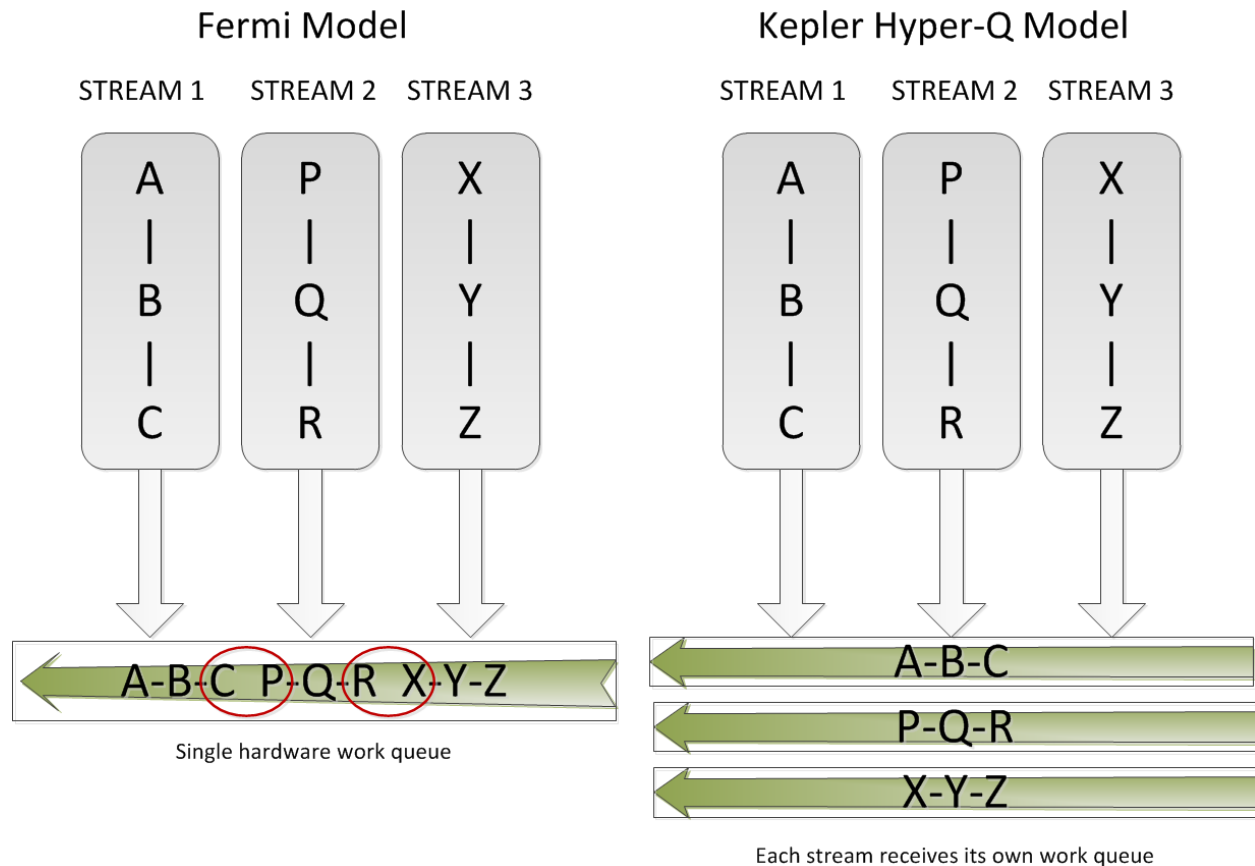 Fermi Model
STREAM 1 STREAM 2 STREAM 3
A P X
| | |
B Q Y
| | |
C R Z
A-B-C P-Q-R X-Y-Z
Single hardware work queue
Kepler Hyper-Q Model
STREAM 1 STREAM 2 STREAM 3
A P X
| | |
B Q Y
| | |
C R Z
A-B-C
P-Q-R
X-Y-Z
Each stream receives its own work queue